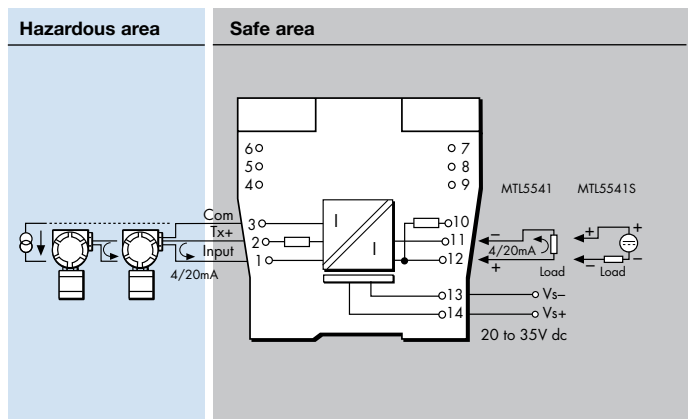 Hazardous area
Safe area
6
5
4
7
8
9
MTL5541
MTL5541S
Com
Tx+
Input
4/20mA
3
2
1
I
I
10
11
12
−
4/20mA
+
Load
+
+
−
−
Load
13
14
Vs−
Vs+
20 to 35V dc